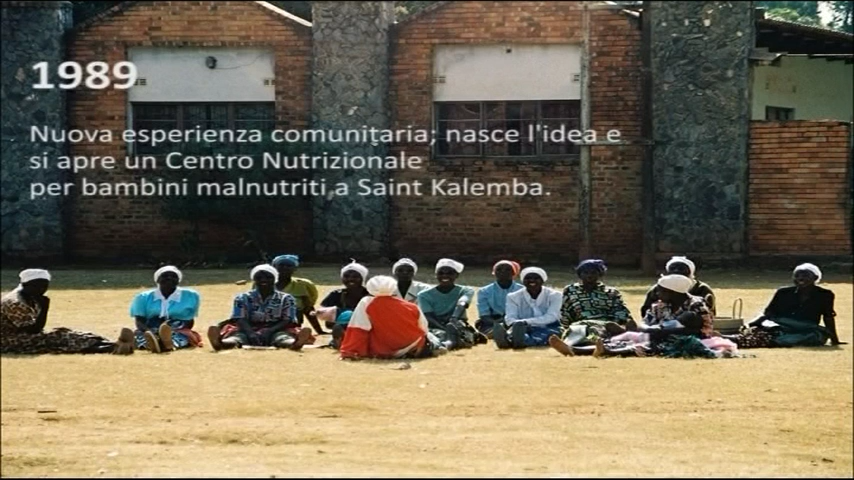 1989
Nuova esperienza comunitaria; nasce l'idea e
si apre un Centro Nutrizionale
per bambini malnutriti a Saint Kalemba.